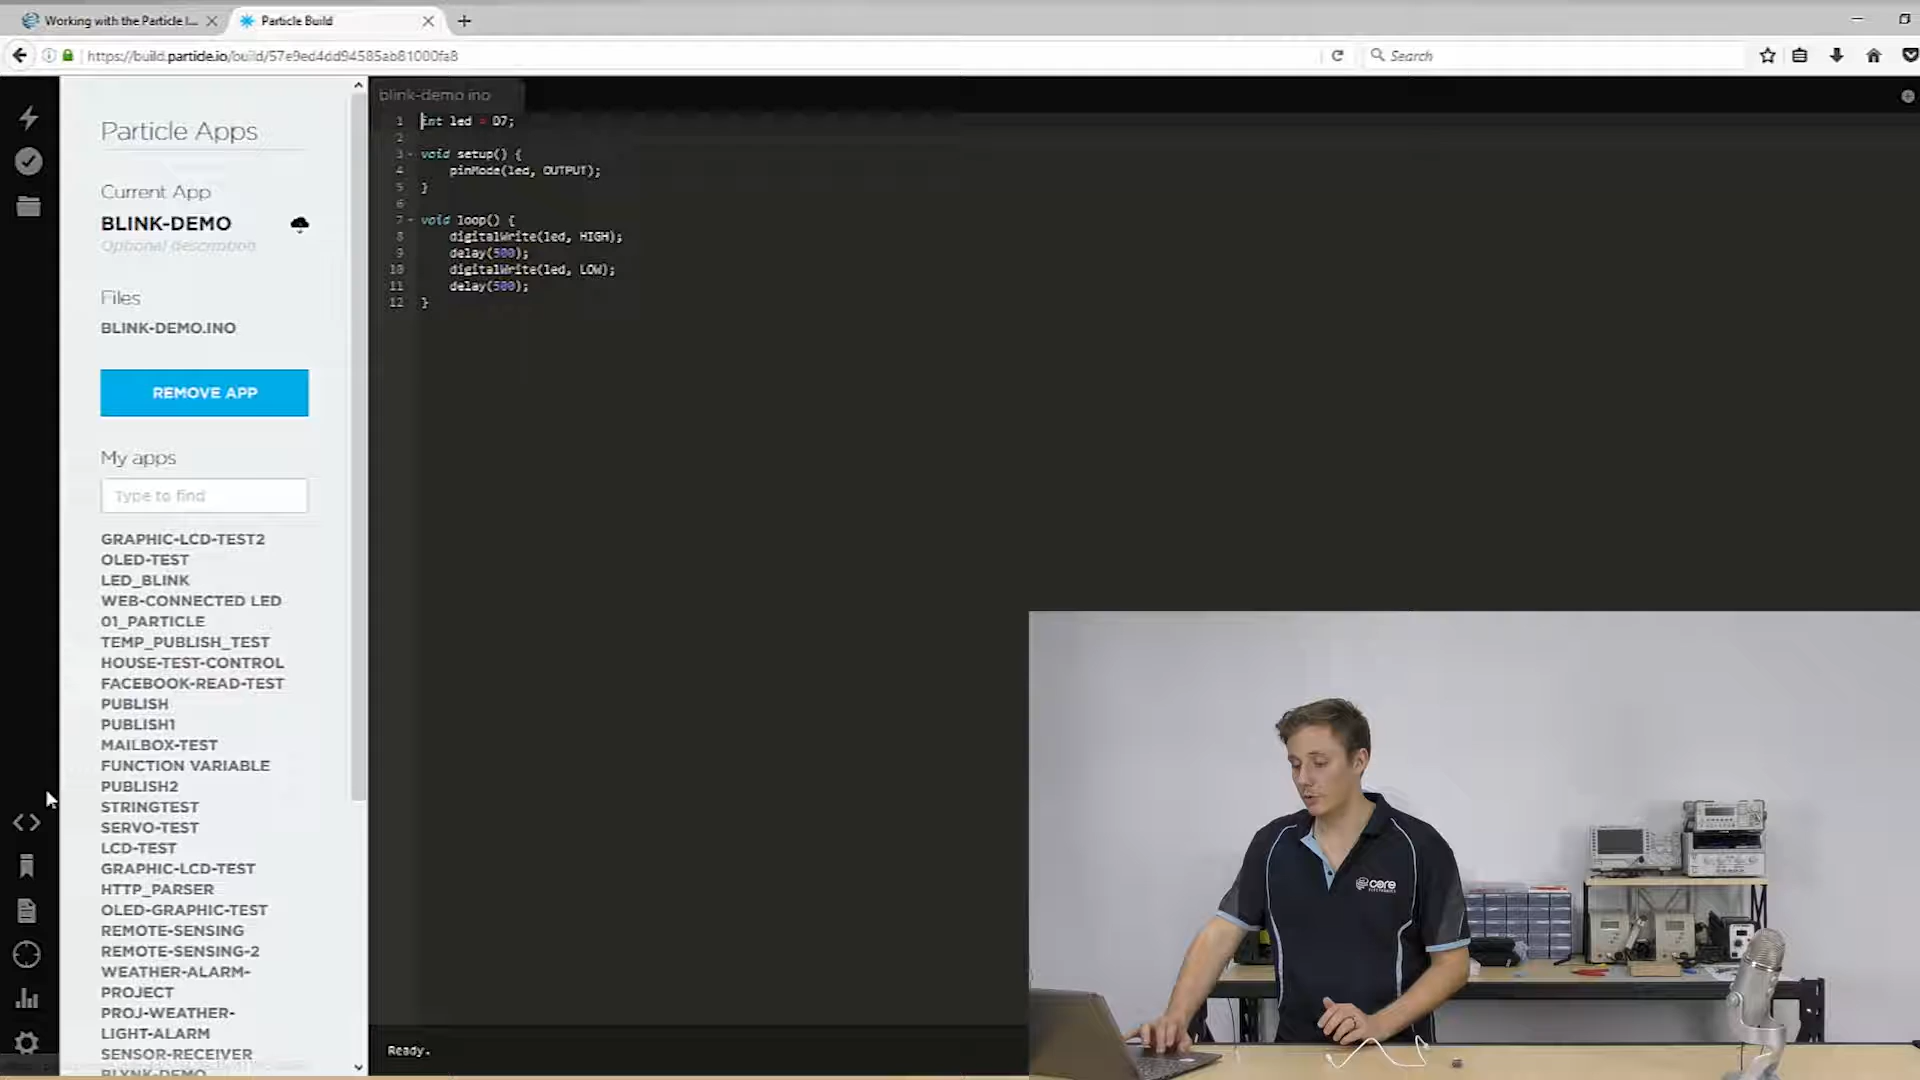 Working with the Particle I...
Particle Build
https://build.particle.io/build/57e9ed4dd94585ab81000fa8
Search
Particle Apps
Current App
BLINK-DEMO
Optional description
Files
BLINK-DEMO.INO
REMOVE APP
My apps
Type to find
GRAPHIC-LCD-TEST2
OLED-TEST
LED_BLINK
WEB-CONNECTED LED
01_PARTICLE
TEMP_PUBLISH_TEST
HOUSE-TEST-CONTROL
FACEBOOK-READ-TEST
PUBLISH
PUBLISH1
MAILBOX-TEST
FUNCTION VARIABLE
PUBLISH2
STRINGTEST
SERVO-TEST
LCD-TEST
GRAPHIC-LCD-TEST
HTTP_PARSER
OLED-GRAPHIC-TEST
REMOTE-SENSING
REMOTE-SENSING-2
WEATHER-ALARM-
PROJECT
PROJ-WEATHER-
LIGHT-ALARM
SENSOR-RECEIVER
BLYNK-DEMO
blink-demo.ino
1 int led = D7;
2
3 void setup() {
4 pinMode(led, OUTPUT);
5 }
6
7 void loop() {
8 digitalWrite(led, HIGH);
9 delay(500);
10 digitalWrite(led, LOW);
11 delay(500);
12 }
Ready.
core
ELECTRONICS